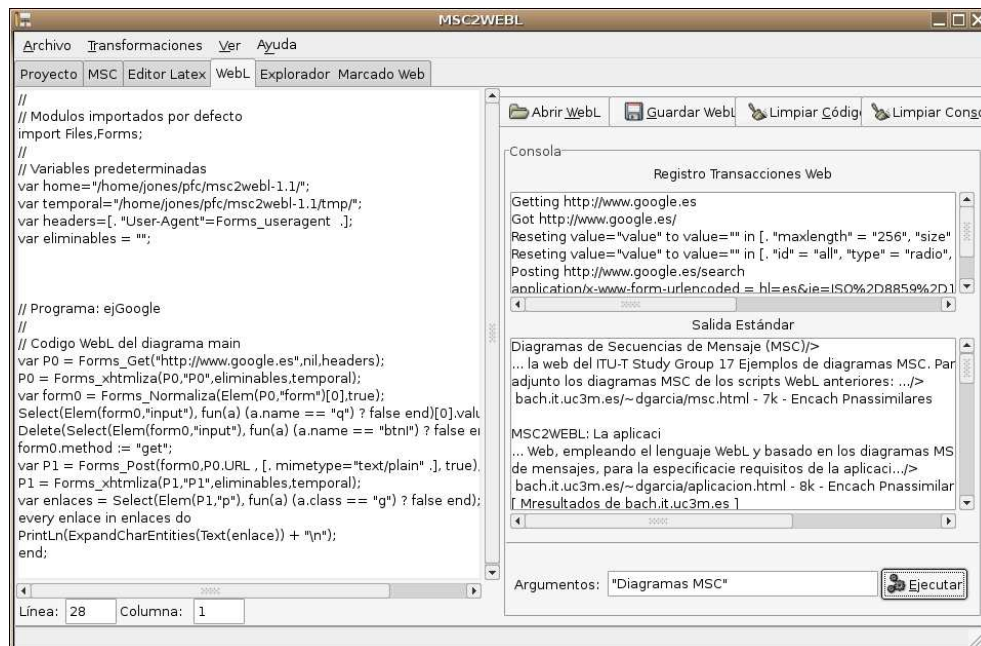 MSC2WEBL
Archivo Transformaciones Ver Ayuda
Proyecto MSC Editor Latex WebL Explorador Marcado Web
//
// Modulos importados por defecto
import Files,Forms;
//
// Variables predeterminadas
var home="/home/jones/pfc/msc2webl-1.1/";
var temporal="/home/jones/pfc/msc2webl-1.1/tmp/";
var headers=[. "User-Agent"=Forms_useragent .];
var eliminables = "";
// Programa: ejGoogle
//
// Codigo WebL del diagrama main
var P0 = Forms_Get("http://www.google.es",nil,headers);
P0 = Forms_xhtmliza(P0,"P0",eliminables,temporal);
var form0 = Forms_Normaliza(Elem(P0,"form")[0],true);
Select(Elem(form0,"input"), fun(a) (a.name == "q") ? false end)[0].valu
Delete(Select(Elem(form0,"input"), fun(a) (a.name == "btnI") ? false e
form0.method := "get";
var P1 = Forms_Post(form0,P0.URL , [. mimetype="text/plain" .], true)
P1 = Forms_xhtmliza(P1,"P1",eliminables,temporal);
var enlaces = Select(Elem(P1,"p"), fun(a) (a.class == "g") ? false end);
every enlace in enlaces do
PrintLn(ExpandCharEntities(Text(enlace)) + "\n");
end;
Línea: 28 Columna: 1
Abrir WebL Guardar WebL Limpiar Códig Limpiar Conso
Consola
Registro Transacciones Web
Getting http://www.google.es
Got http://www.google.es/
Reseting value="value" to value="" in [. "maxlength" = "256", "size"
Reseting value="value" to value="" in [. "id" = "all", "type" = "radio",
Posting http://www.google.es/search
application/x-www-form-urlencoded = hl=es&ie=ISO%2D8859%2D1
Salida Estándar
Diagramas de Secuencias de Mensaje (MSC)/>
... la web del ITU-T Study Group 17 Ejemplos de diagramas MSC. Par
adjunto los diagramas MSC de los scripts WebL anteriores: .../>
bach.it.uc3m.es/~dgarcia/msc.html - 7k - Encach Pnassimilares
MSC2WEBL: La aplicaci
... Web, empleando el lenguaje WebL y basado en los diagramas MS
de mensajes, para la especificacie requisitos de la aplicaci.../>
bach.it.uc3m.es/~dgarcia/aplicacion.html - 8k - Encach Pnassimilar
[ Mresultados de bach.it.uc3m.es ]
Argumentos: "Diagramas MSC" Ejecutar